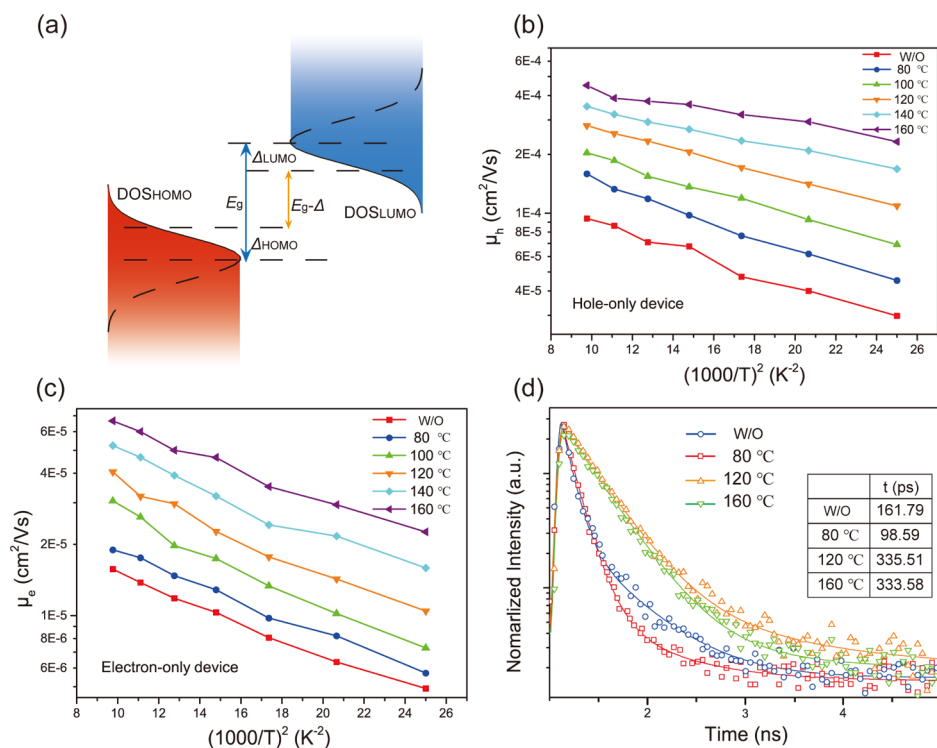 (a)
DOSHOMO
ΔLUMO
Eg
Eg-Δ
DOSLUMO
ΔHOMO
(b)
μh (cm²/Vs)
6E-4
4E-4
2E-4
1E-4
8E-5
6E-5
4E-5
W/O
80 ℃
100 ℃
120 ℃
140 ℃
160 ℃
Hole-only device
8 10 12 14 16 18 20 22 24 26
(1000/T)² (K⁻²)
(c)
μe (cm²/Vs)
6E-5
4E-5
2E-5
1E-5
8E-6
6E-6
W/O
80 ℃
100 ℃
120 ℃
140 ℃
160 ℃
Electron-only device
8 10 12 14 16 18 20 22 24 26
(1000/T)² (K⁻²)
(d)
Nomarlized Intensity (a.u.)
W/O
80 ℃
120 ℃
160 ℃
t (ps)
W/O 161.79
80 ℃ 98.59
120 ℃ 335.51
160 ℃ 333.58
2 3 4
Time (ns)